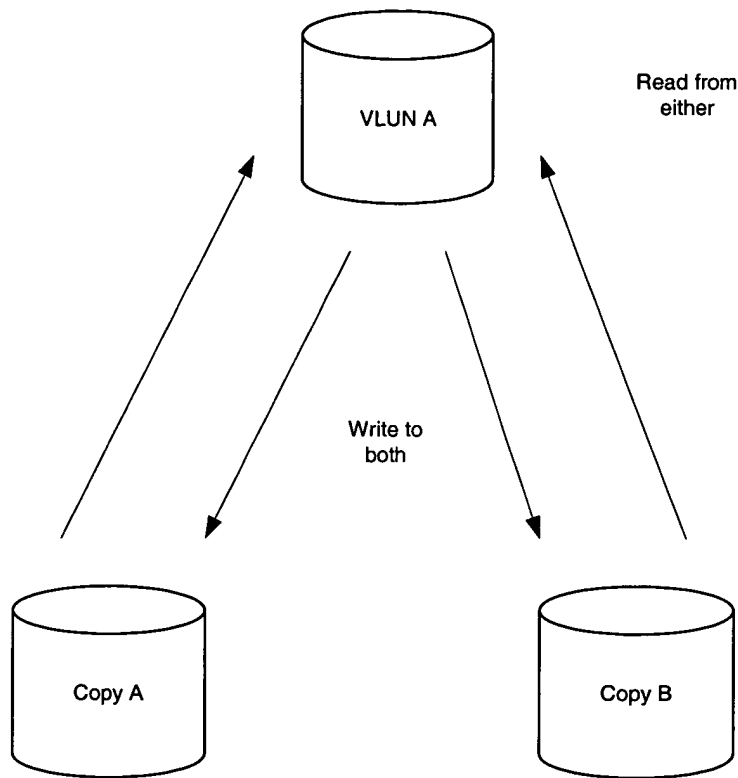 VLUN A
Read from
either
Write to
both
Copy A
Copy B